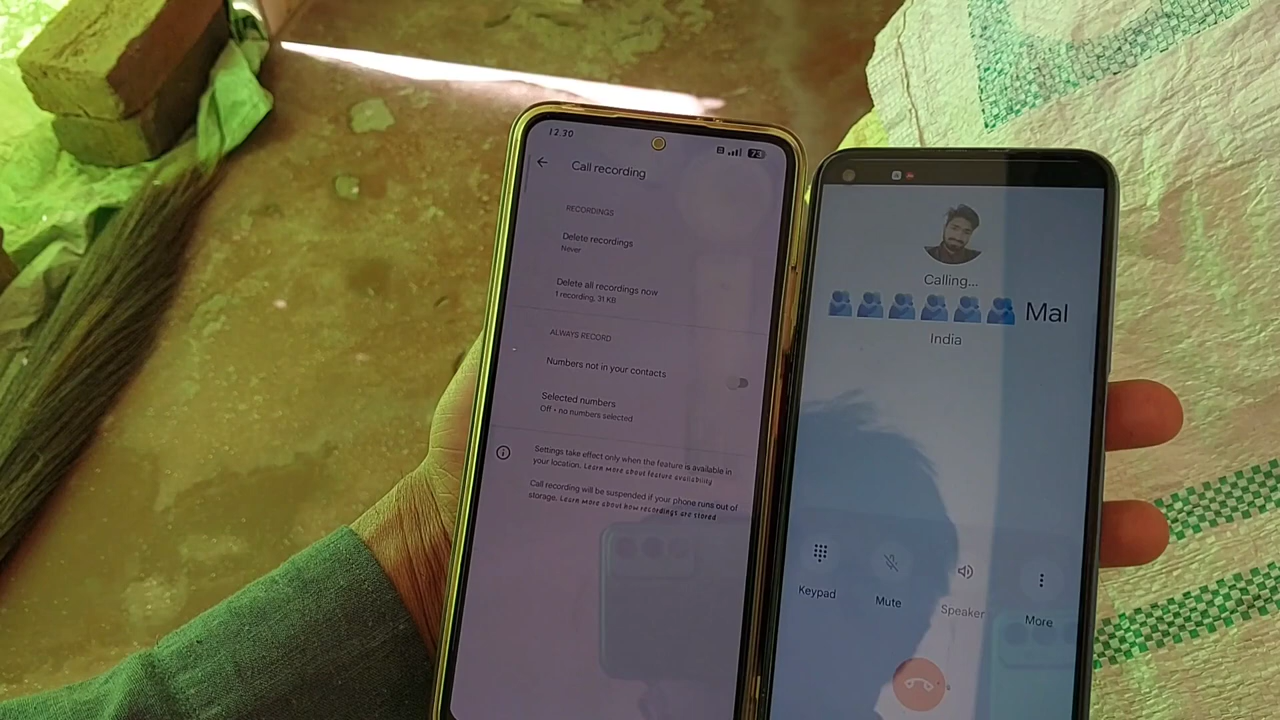 12.30
73
Call recording
RECORDINGS
Delete recordings
Never
Delete all recordings now
1 recording, 31 KB
ALWAYS RECORD
Numbers not in your contacts
Selected numbers
Off • no numbers selected
Settings take effect only when the feature is available in
your location. Learn more about feature availability
Call recording will be suspended if your phone runs out of
storage. Learn more about how recordings are stored
Calling...
👥👥👥👥👥👥 Mal
India
Keypad
Mute
Speaker
More